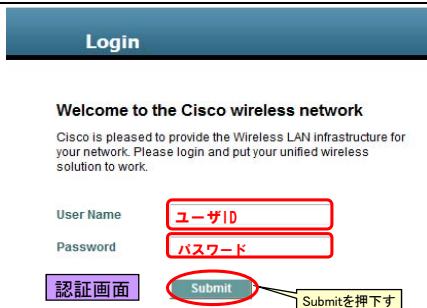 Login
Welcome to the Cisco wireless network
Cisco is pleased to provide the Wireless LAN infrastructure for
your network. Please login and put your unified wireless
solution to work.
User Name
ユーザID
Password
パスワード
認証画面
Submit
Submitを押下す